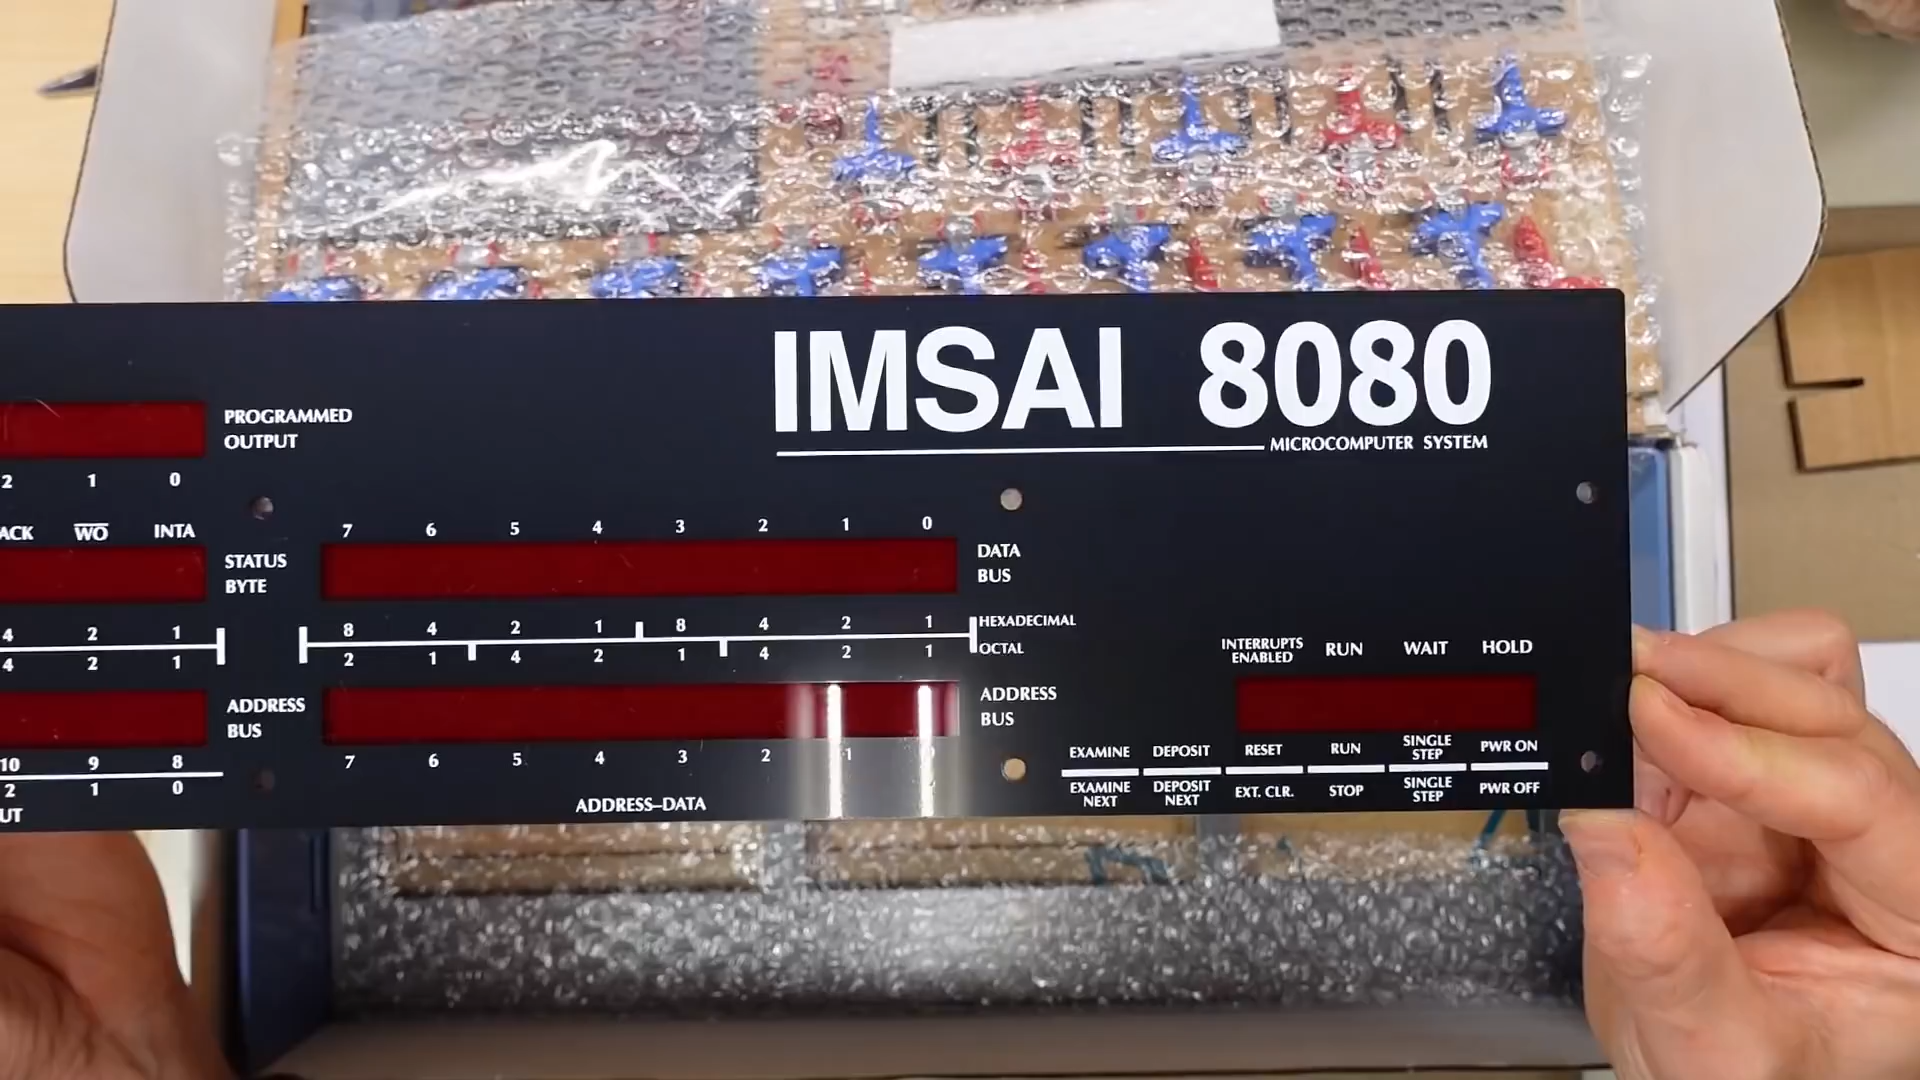 IMSAI 8080
MICROCOMPUTER SYSTEM
PROGRAMMED
OUTPUT
2 1 0
ACK WO INTA
STATUS
BYTE
7 6 5 4 3 2 1 0
DATA
BUS
4 2 1
4 2 1
8 4 2 1 8 4 2 1
HEXADECIMAL
2 1 4 2 1 4 2 1
OCTAL
ADDRESS
BUS
ADDRESS
BUS
10 9 8
2 1 0
UT
7 6 5 4 3 2 1
ADDRESS–DATA
INTERRUPTS
ENABLED
RUN
WAIT
HOLD
EXAMINE
EXAMINE
NEXT
DEPOSIT
DEPOSIT
NEXT
RESET
EXT. CLR.
RUN
STOP
SINGLE
STEP
SINGLE
STEP
PWR ON
PWR OFF